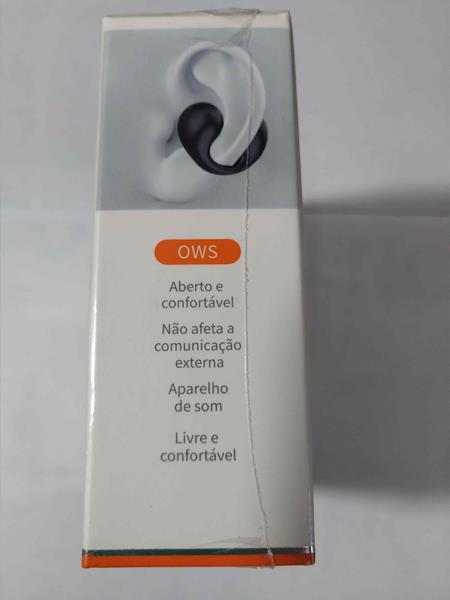 OWS
Aberto e
confortável
Não afeta a
comunicação
externa
Aparelho
de som
Livre e
confortável